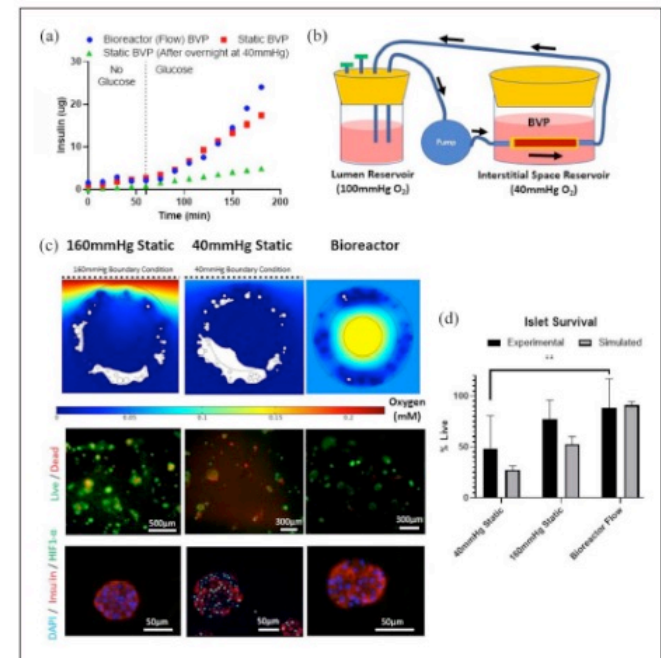 (a)
Bioreactor (Flow) BVP
Static BVP
Static BVP (After overnight at 40mmHg)
30
20
10
0
Insulin (ug)
No
Glucose
Glucose
0
50
100
150
200
Time (min)
(b)
Pump
BVP
Lumen Reservoir
(100mmHg O₂)
Interstitial Space Reservoir
(40mmHg O₂)
(c)
160mmHg Static
40mmHg Static
Bioreactor
160mmHg Boundary Condition
40mmHg Boundary Condition
0
0.05
0.1
0.15
0.2
Oxygen
(mM)
Live / Dead
500µm
300µm
300µm
DAPI / Insulin / HIF1-α
50µm
50µm
50µm
(d)
Islet Survival
Experimental
Simulated
**
100
50
0
% Live
40mmHg Static
160mmHg Static
Bioreactor Flow